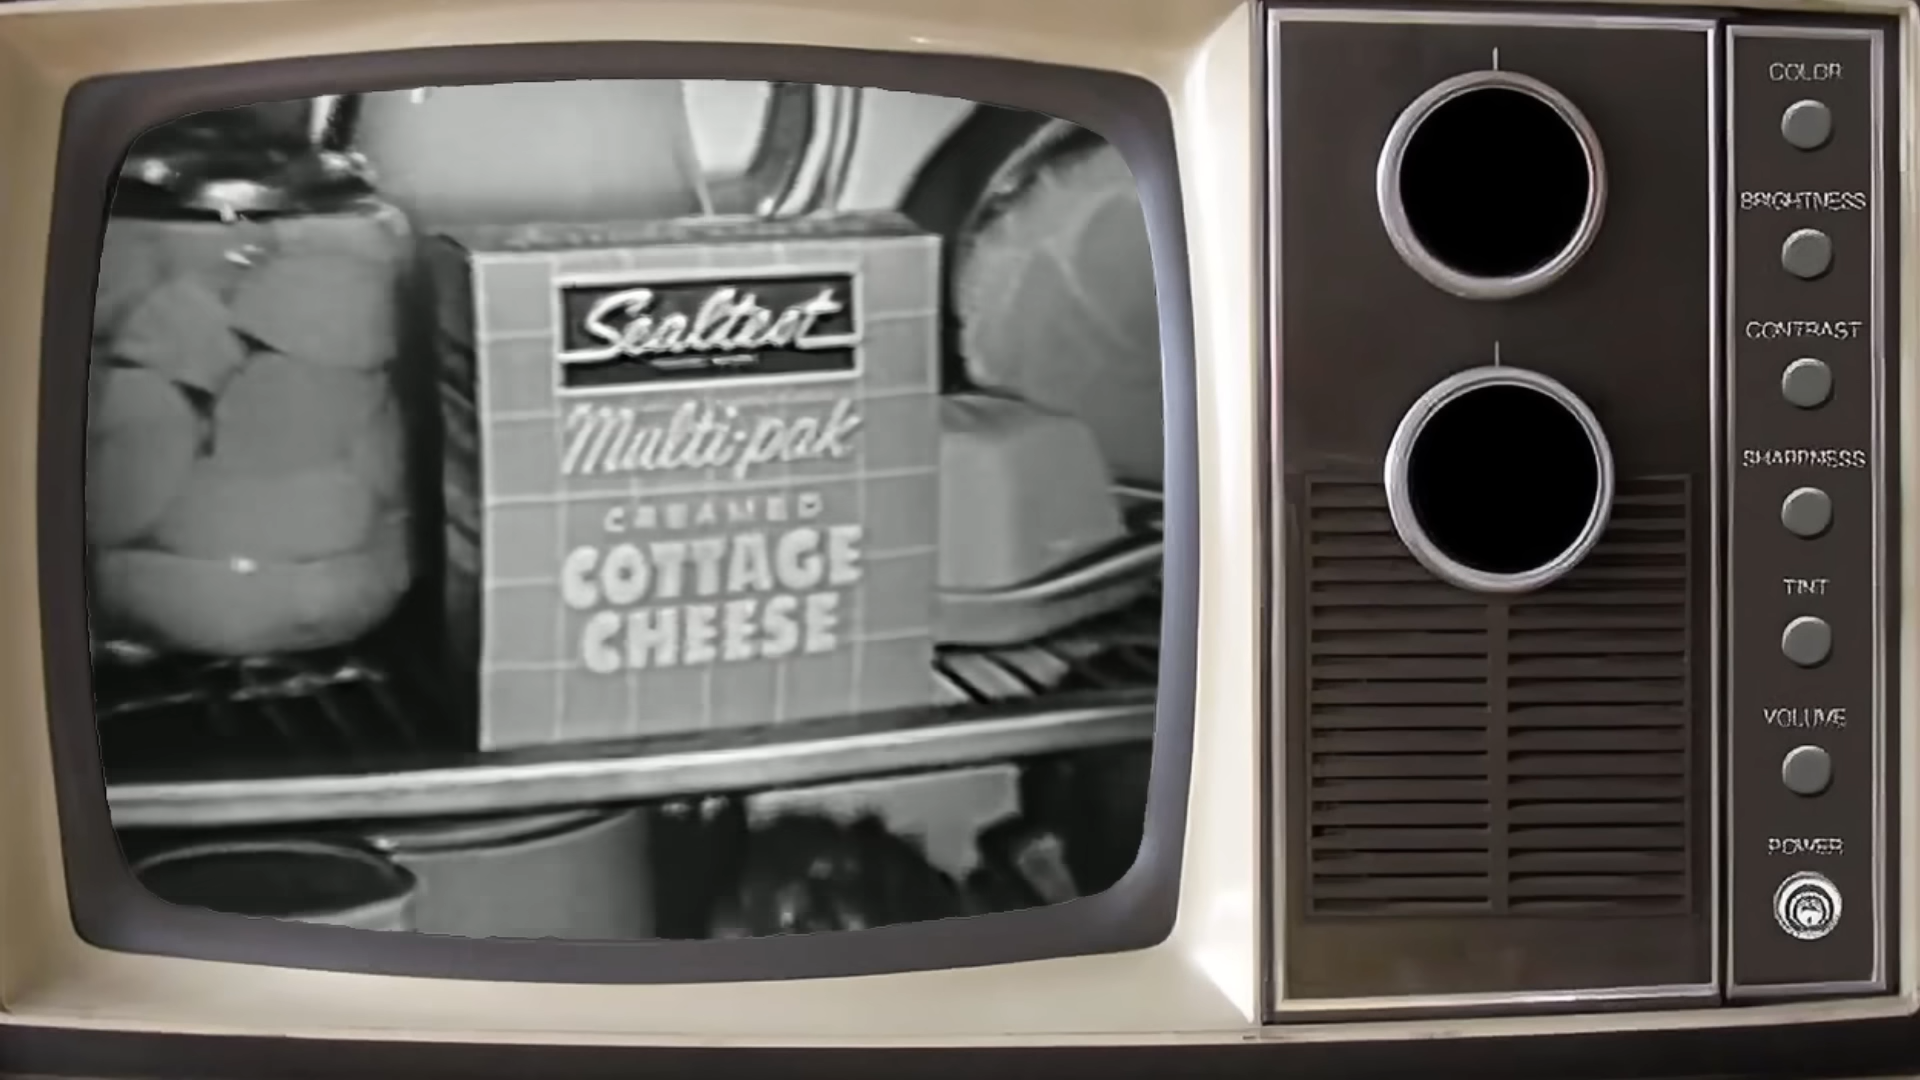 Sealtest
Multi-pak
CREAMED
COTTAGE
CHEESE
COLOR
BRIGHTNESS
CONTRAST
SHARPNESS
TINT
VOLUME
POWER